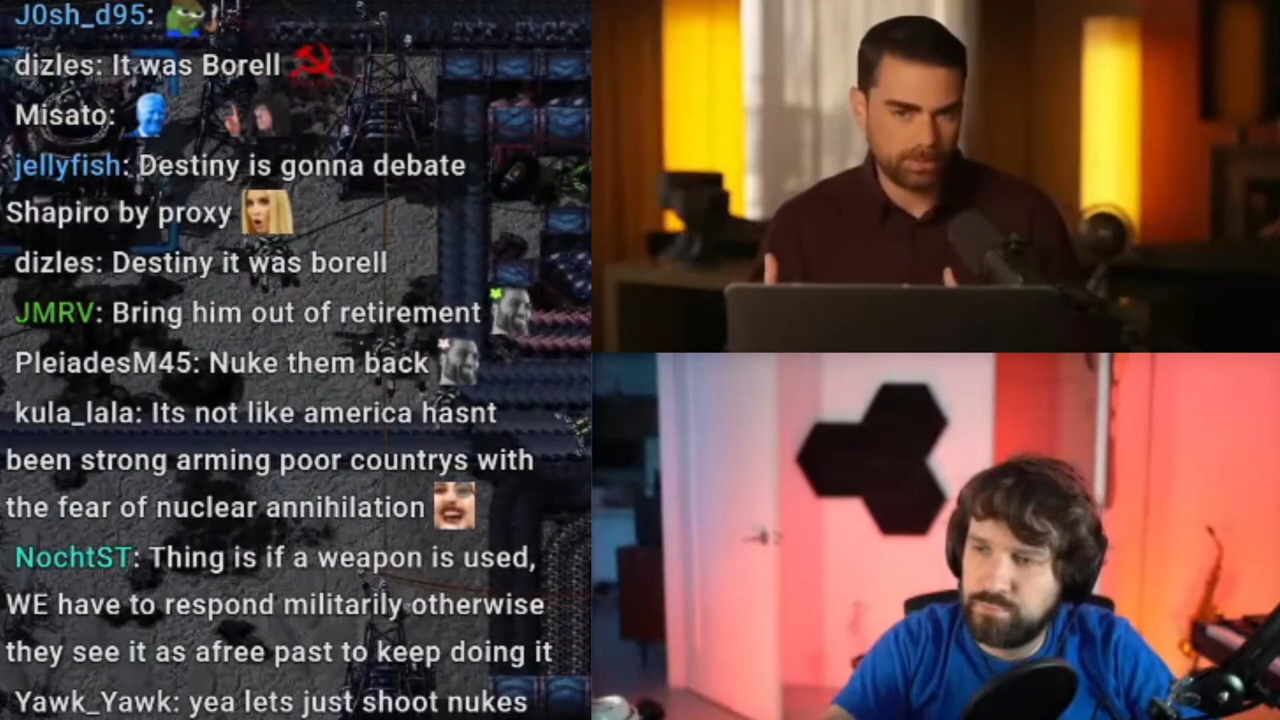 J0sh_d95:
dizles: It was Borell
Misato:
jellyfish: Destiny is gonna debate
Shapiro by proxy
dizles: Destiny it was borell
JMRV: Bring him out of retirement
PleiadesM45: Nuke them back
kula_lala: Its not like america hasnt
been strong arming poor countrys with
the fear of nuclear annihilation
NochtST: Thing is if a weapon is used,
WE have to respond militarily otherwise
they see it as afree past to keep doing it
Yawk_Yawk: yea lets just shoot nukes